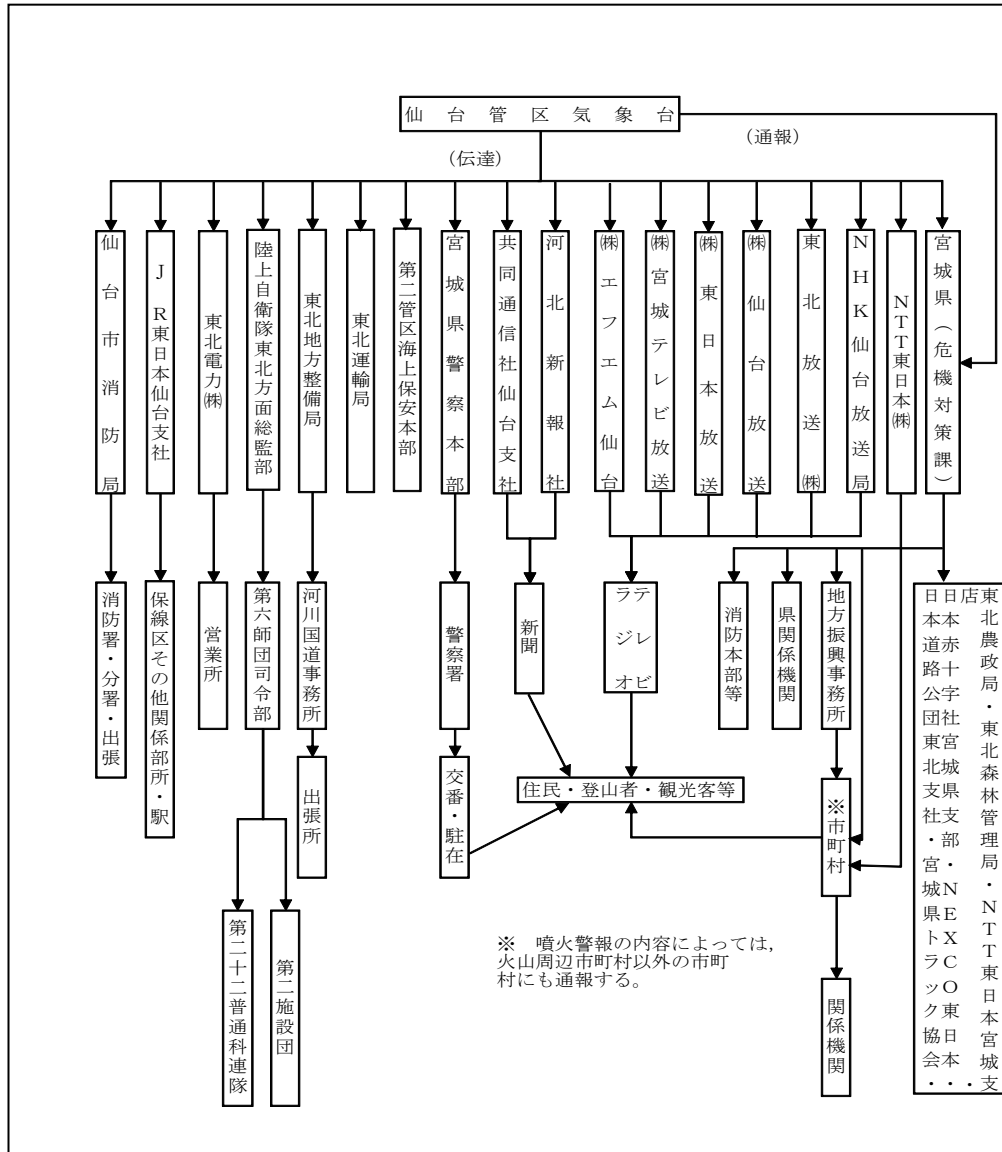 仙台管区気象台
（通報）
（伝達）
仙台市消防局
ＪＲ東日本仙台支社
東北電力㈱
陸上自衛隊東北方面総監部
東北地方整備局
東北運輸局
第二管区海上保安本部
宮城県警察本部
共同通信社仙台支社
河北新報社
㈱エフエム仙台
㈱宮城テレビ放送
㈱東日本放送
㈱仙台放送
東北放送㈱
ＮＨＫ仙台放送局
ＮＴＴ東日本㈱
宮城県（危機対策課）
消防署・分署・出張
保線区その他関係部所・駅
営業所
第六師団司令部
河川国道事務所
警察署
新聞
テレビ
ラジオ
消防本部等
県関係機関
地方振興事務所
東北農政局・東北森林管理局・ＮＴＴ東日本宮城支
店・
日本赤十字社宮城県支部・ＮＥＸＣＯ東日本・
日本道路公団東北支社・宮城県トラック協会・
出張所
交番・駐在
住民・登山者・観光客等
※市町村
第二十二普通科連隊
第二施設団
※　噴火警報の内容によっては，
火山周辺市町村以外の市町
村にも通報する。
関係機関